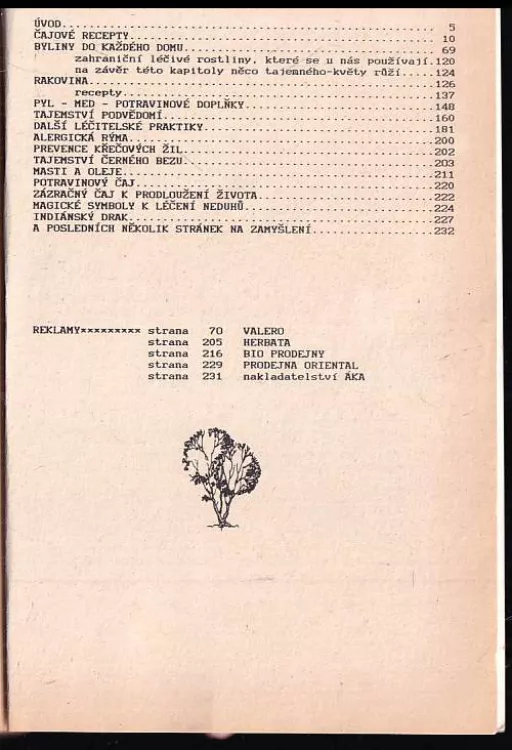 ÚVOD.................................................... 5
ČAJOVÉ RECEPTY.......................................... 10
BYLINY DO KAŽDÉHO DOMU.................................. 69
zahraniční léčivé rostliny, které se u nás používají.120
na závěr této kapitoly něco tajemného-květy růží....124
RAKOVINA................................................126
recepty.............................................137
PYL - MED - POTRAVINOVÉ DOPLŇKY.........................148
TAJEMSTVÍ PODVĚDOMÍ.....................................160
DALŠÍ LÉČITELSKÉ PRAKTIKY...............................181
ALERGICKÁ RÝMA..........................................200
PREVENCE KŘEČOVÝCH ŽIL..................................202
TAJEMSTVÍ ČERNÉHO BEZU..................................203
MASTI A OLEJE...........................................211
POTRAVINOVÝ ČAJ.........................................220
ZÁZRAČNÝ ČAJ K PRODLOUŽENÍ ŽIVOTA.......................222
MAGICKÉ SYMBOLY K LÉČENÍ NEDUHŮ.........................224
INDIÁNSKÝ DRAK..........................................227
A POSLEDNÍCH NĚKOLIK STRÁNEK NA ZAMYŠLENÍ...............232
REKLAMY********* strana 70 VALERO
strana 205 HERBATA
strana 216 BIO PRODEJNY
strana 229 PRODEJNA ORIENTAL
strana 231 nakladatelství ÁKA